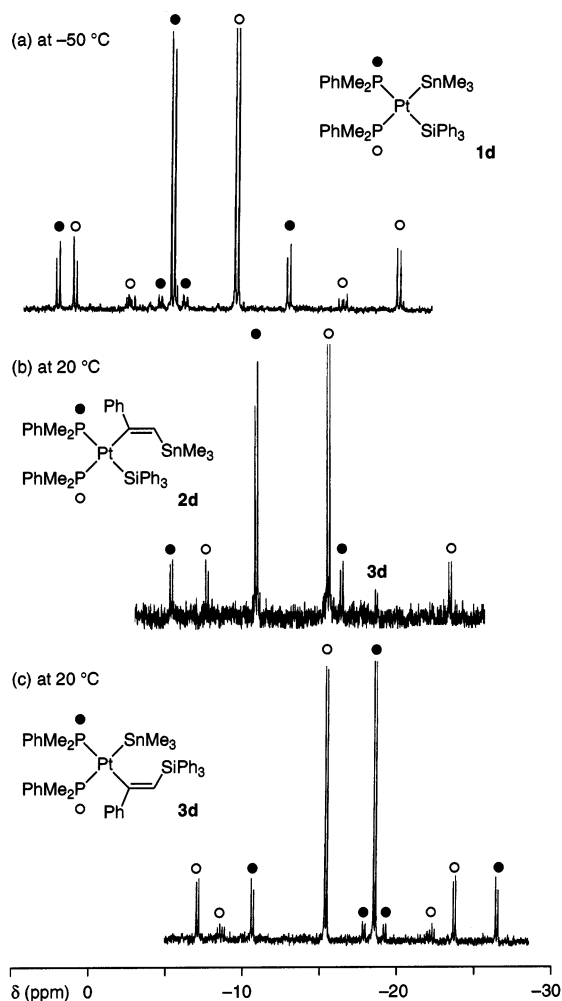 (a) at –50 °C
PhMe2P SnMe3
Pt
PhMe2P SiPh3
1d
(b) at 20 °C
Ph
PhMe2P
Pt SnMe3
PhMe2P SiPh3
2d
3d
(c) at 20 °C
PhMe2P SnMe3
Pt SiPh3
PhMe2P
Ph 3d
δ (ppm) 0 –10 –20 –30